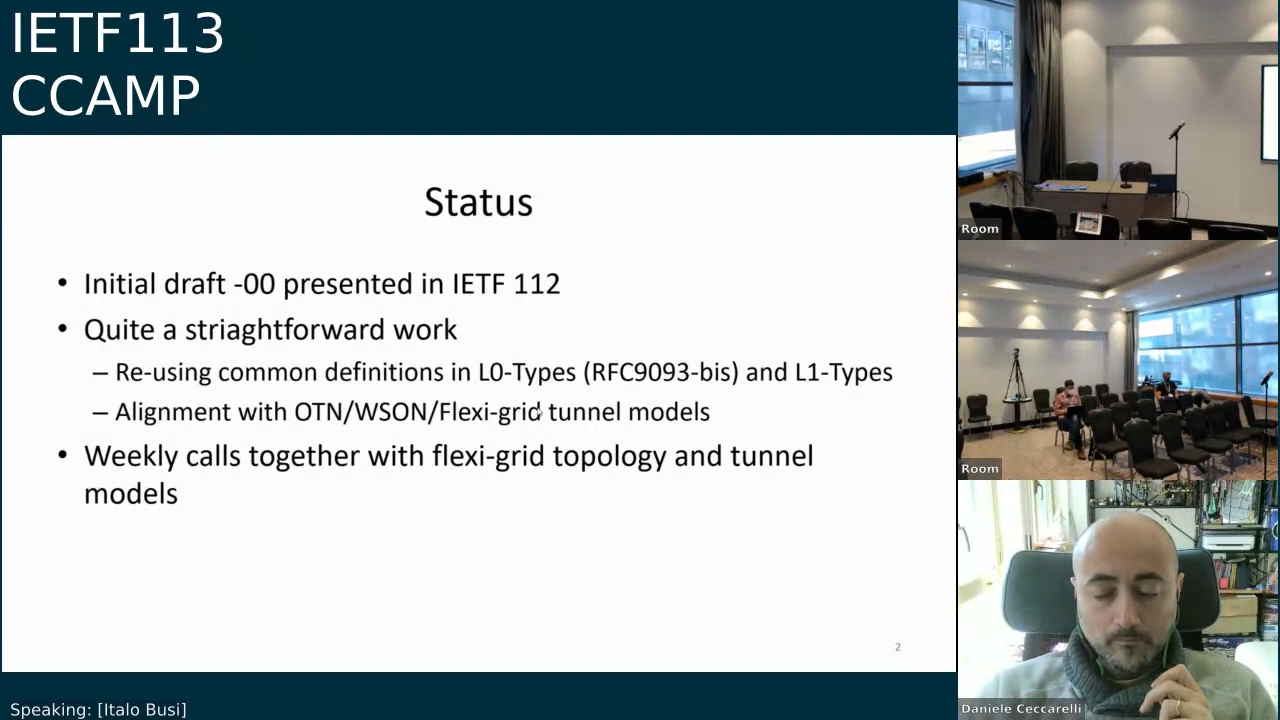 IETF113
CCAMP
Status
• Initial draft -00 presented in IETF 112
• Quite a striaghtforward work
– Re-using common definitions in L0-Types (RFC9093-bis) and L1-Types
– Alignment with OTN/WSON/Flexi-grid tunnel models
• Weekly calls together with flexi-grid topology and tunnel
models
2
Speaking: [Italo Busi]
Room
Room
Daniele Ceccarelli